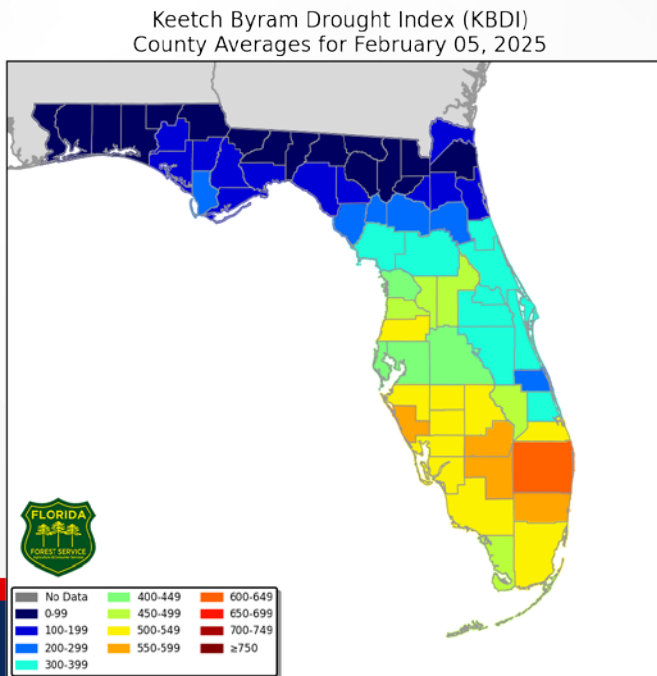 Keetch Byram Drought Index (KBDI)
County Averages for February 05, 2025
FLORIDA
FOREST SERVICE
No Data
0-99
100-199
200-299
300-399
400-449
450-499
500-549
550-599
600-649
650-699
700-749
≥750